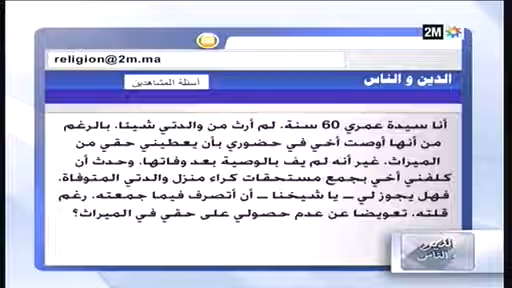 2M
religion@2m.ma
الدين و الناس
أسئلة المشاهدين
أنا سيدة عمري 60 سنة. لم أرث من والدتي شيئا. بالرغم
من أنها أوصت أخي في حضوري بأن يعطيني حقي من
الميراث. غير أنه لم يف بالوصية بعد وفاتها. وحدث أن
كلفني أخي بجمع مستحقات كراء منزل والدتي المتوفاة.
فهل يجوز لي ــ يا شيخنا ــ أن أتصرف فيما جمعته. رغم
قلته. تعويضا عن عدم حصولي على حقي في الميراث؟
الدين
و الناس